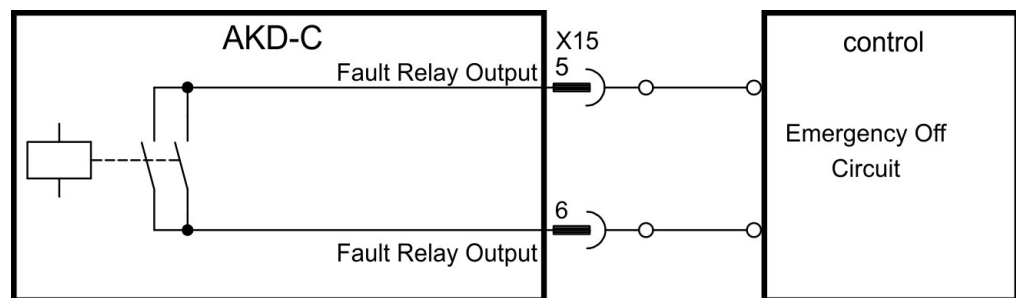 AKD-C
X15
control
Fault Relay Output
5
Emergency Off
Circuit
6
Fault Relay Output